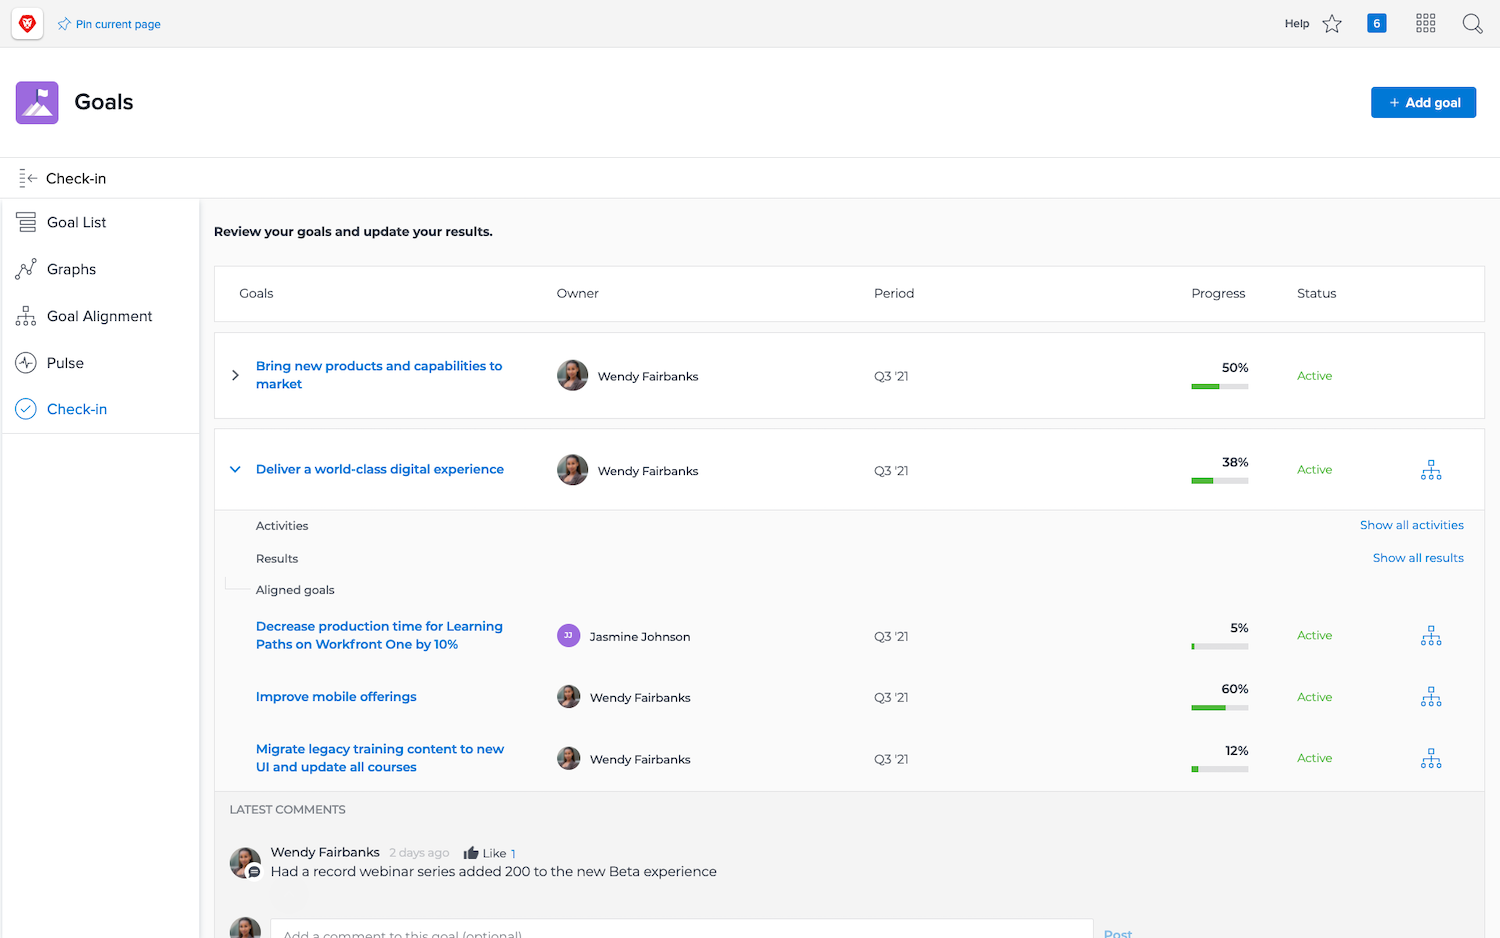 Pin current page
Help
6
Goals
+ Add goal
Check-in
Goal List
Graphs
Goal Alignment
Pulse
Check-in
Review your goals and update your results.
Goals Owner Period Progress Status
Bring new products and capabilities to
market
Wendy Fairbanks Q3 '21 50% Active
Deliver a world-class digital experience Wendy Fairbanks Q3 '21 38% Active
Activities Show all activities
Results Show all results
Aligned goals
Decrease production time for Learning
Paths on Workfront One by 10%
JJ Jasmine Johnson Q3 '21 5% Active
Improve mobile offerings Wendy Fairbanks Q3 '21 60% Active
Migrate legacy training content to new
UI and update all courses
Wendy Fairbanks Q3 '21 12% Active
LATEST COMMENTS
Wendy Fairbanks 2 days ago Like 1
Had a record webinar series added 200 to the new Beta experience
Add a comment to this goal (optional) Post